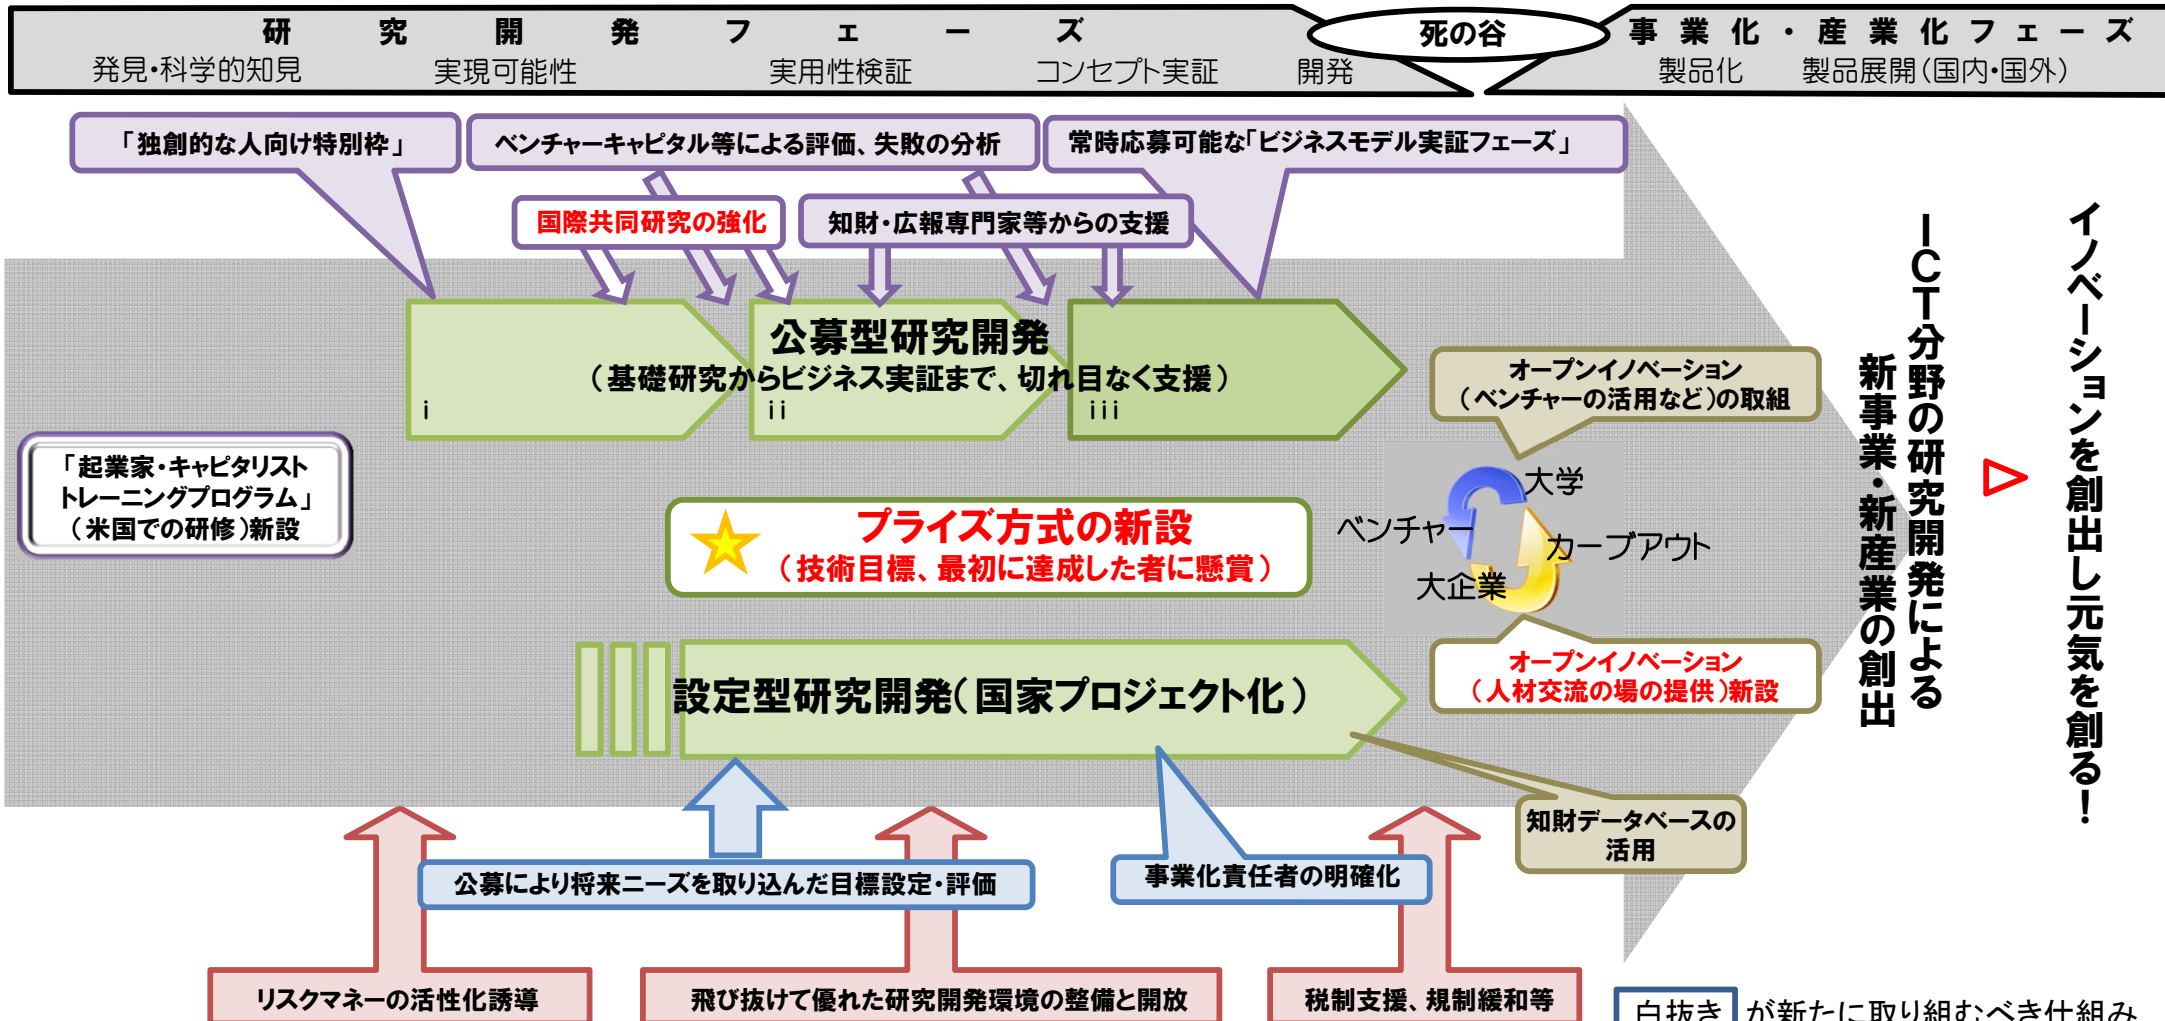 研究開発フェーズ
死の谷
事業化・産業化フェーズ
発見・科学的知見
実現可能性
実用性検証
コンセプト実証
開発
製品化
製品展開（国内・国外）
「独創的な人向け特別枠」
ベンチャーキャピタル等による評価、失敗の分析
常時応募可能な「ビジネスモデル実証フェーズ」
国際共同研究の強化
知財・広報専門家等からの支援
公募型研究開発
（基礎研究からビジネス実証まで、切れ目なく支援）
i
ii
iii
オープンイノベーション
（ベンチャーの活用など）の取組
「起業家・キャピタリスト
トレーニングプログラム」
（米国での研修）新設
プライズ方式の新設
（技術目標、最初に達成した者に懸賞）
大学
ベンチャー
カーブアウト
大企業
設定型研究開発（国家プロジェクト化）
オープンイノベーション
（人材交流の場の提供）新設
知財データベースの
活用
公募により将来ニーズを取り込んだ目標設定・評価
事業化責任者の明確化
リスクマネーの活性化誘導
飛び抜けて優れた研究開発環境の整備と開放
税制支援、規制緩和等
ICT分野の研究開発による
新事業・新産業の創出
イノベーションを創出し元気を創る！
白抜き が新たに取り組むべき仕組み